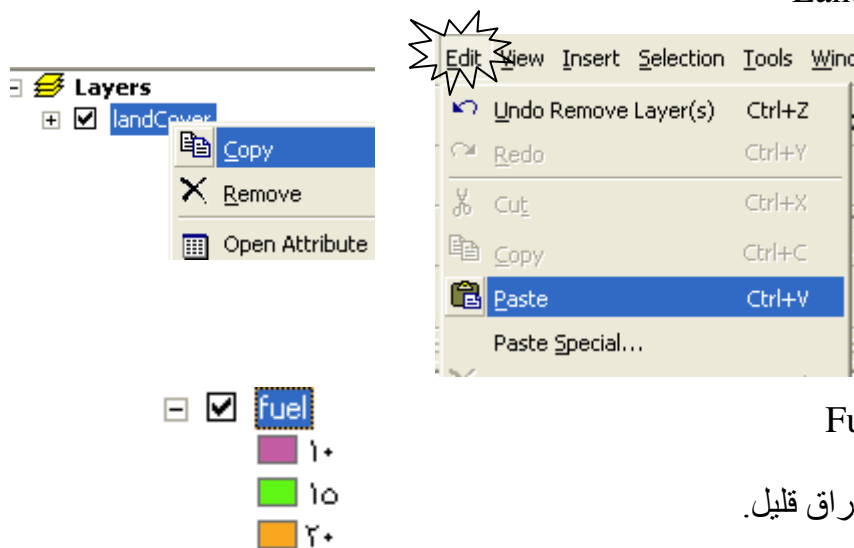 Layers
landCover
Copy
Remove
Open Attribute
Edit View Insert Selection Tools
Undo Remove Layer(s) Ctrl+Z
Redo Ctrl+Y
Cut Ctrl+X
Copy Ctrl+C
Paste Ctrl+V
Paste Special...
fuel
١٠
١٥
٢٠
قليل.